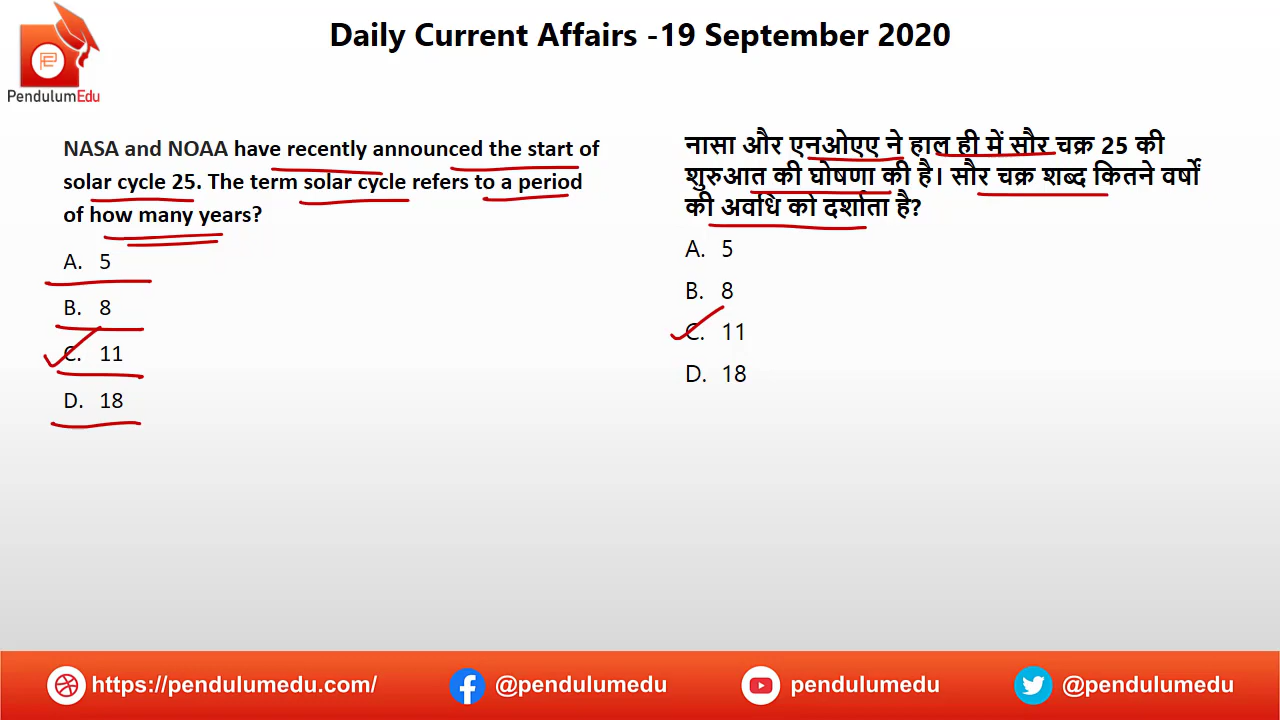 Daily Current Affairs -19 September 2020
PendulumEdu
NASA and NOAA have recently announced the start of
solar cycle 25. The term solar cycle refers to a period
of how many years?
A. 5
B. 8
C. 11
D. 18
नासा और एनओएए ने हाल ही में सौर चक्र 25 की
शुरुआत की घोषणा की है। सौर चक्र शब्द कितने वर्षों
की अवधि को दर्शाता है?
A. 5
B. 8
C. 11
D. 18
https://pendulumedu.com/
@pendulumedu
pendulumedu
@pendulumedu